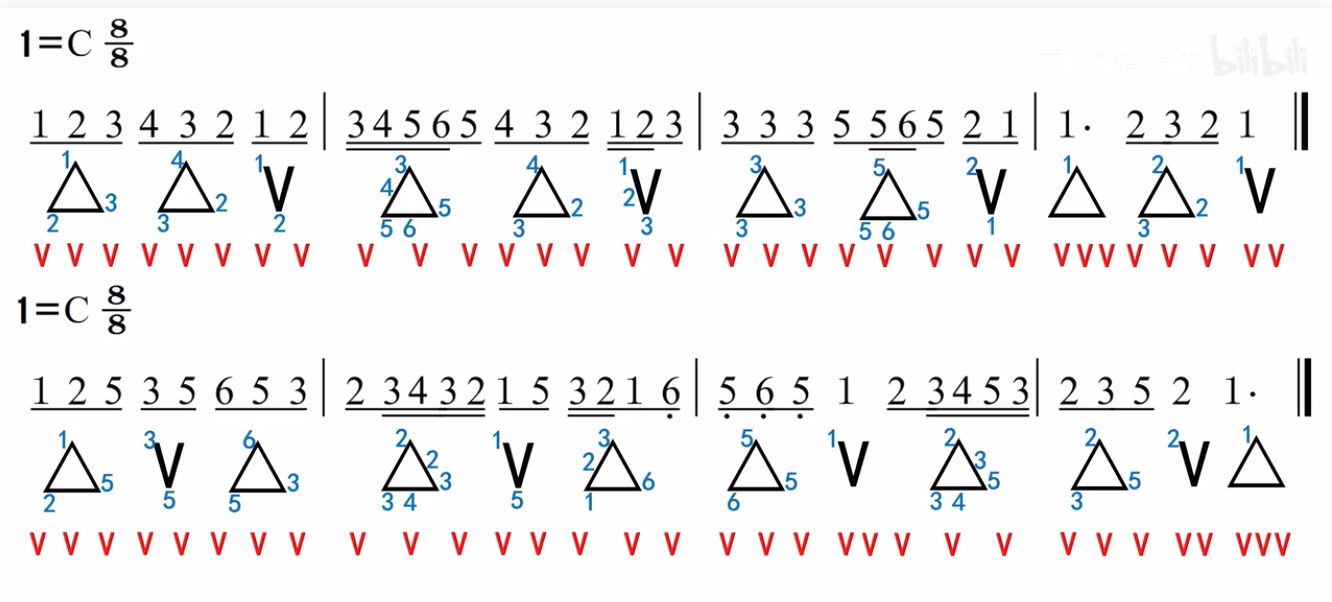 1=C 8/8
bilibili
1 2 3 4 3 2 1 2 | 3 4 5 6 5 4 3 2 1 2 3 | 3 3 3 5 5 6 5 2 1 | 1· 2 3 2 1 ‖
1 4 1 3 4 1 3 5 2 1 2 1
4 2
2 3 3 2 2 5 6 5 3 2 3 3 3 5 6 5 1 3 2
V V V V V V V V V V V V V V V V V V V V V V V V V V V V V V V V
1=C 8/8
1 2 5 3 5 6 5 3 | 2 3 4 3 2 1 5 3 2 1 6̣ | 5̣ 6̣ 5̣ 1 2 3 4 5 3 | 2 3 5 2 1· ‖
1 3 6 2 1 3 5 1 2 2 2 1
2 2 3
2 5 5 5 3 3 4 3 5 1 6 6 5 3 4 5 3 5
V V V V V V V V V V V V V V V V V V V V V V V V V V V V V V V V